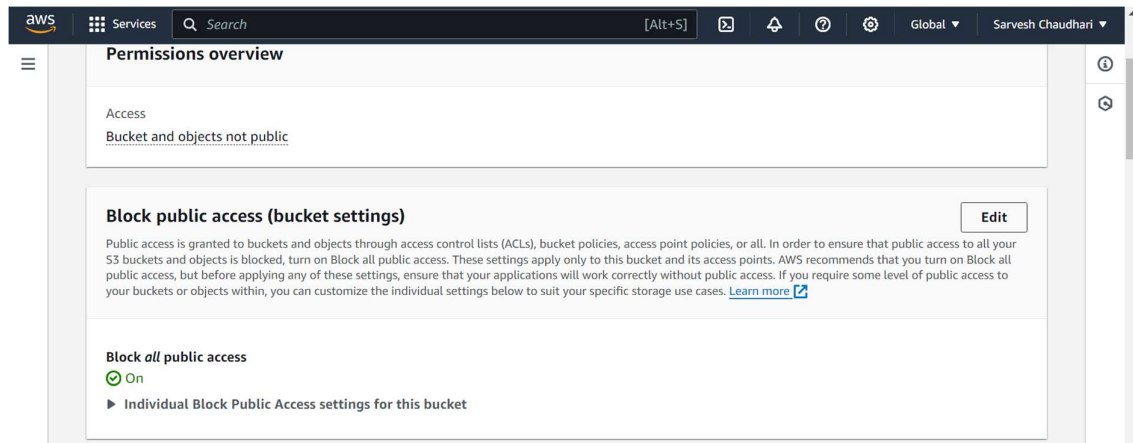 aws Services Search [Alt+S] Global ▼ Sarvesh Chaudhari ▼
Permissions overview
Access
Bucket and objects not public
Block public access (bucket settings)
Edit
Public access is granted to buckets and objects through access control lists (ACLs), bucket policies, access point policies, or all. In order to ensure that public access to all your
S3 buckets and objects is blocked, turn on Block all public access. These settings apply only to this bucket and its access points. AWS recommends that you turn on Block all
public access, but before applying any of these settings, ensure that your applications will work correctly without public access. If you require some level of public access to
your buckets or objects within, you can customize the individual settings below to suit your specific storage use cases. Learn more
Block all public access
On
▶ Individual Block Public Access settings for this bucket